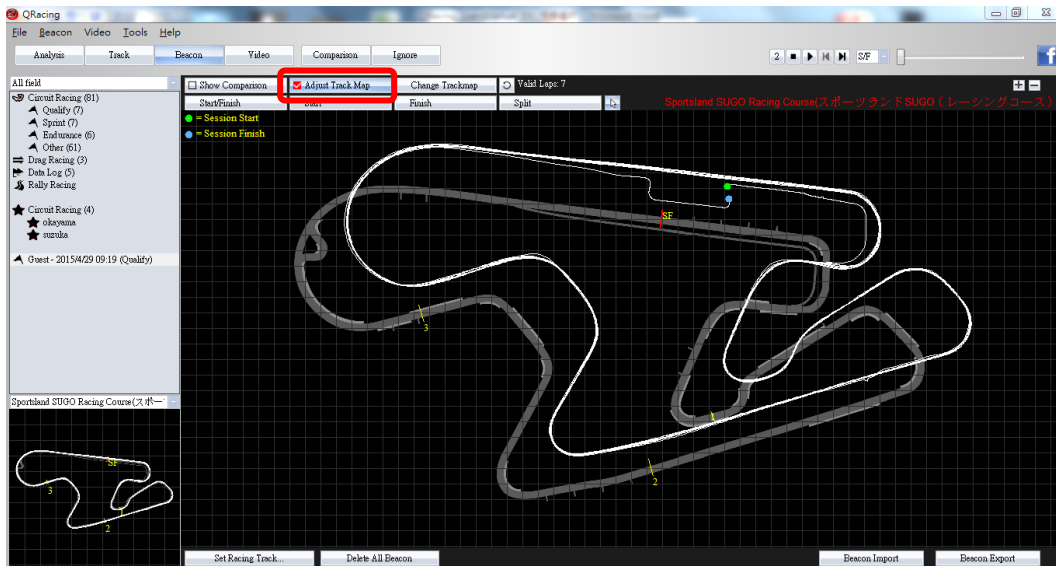 QRacing
File Beacon Video Tools Help
Analysis Track Beacon Video Comparison Ignore 2 S/F f
All field
Show Comparison Adjust Track Map Change Trackmap Valid Laps: 7
Start/Finish Start Finish Split Sportsland SUGO Racing Course(スポーツランドSUGO ( レーシングコース )
= Session Start
= Session Finish
Circuit Racing (81)
Qualify (7)
Sprint (7)
Endurance (6)
Other (61)
Drag Racing (3)
Data Log (5)
Rally Racing
Circuit Racing (4)
okayama
suzuka
Guest - 2015/4/29 09:19 (Qualify)
SF
3
1
2
Sportsland SUGO Racing Course(スポー
SF
3
1
2
Set Racing Track... Delete All Beacon Beacon Import Beacon Export